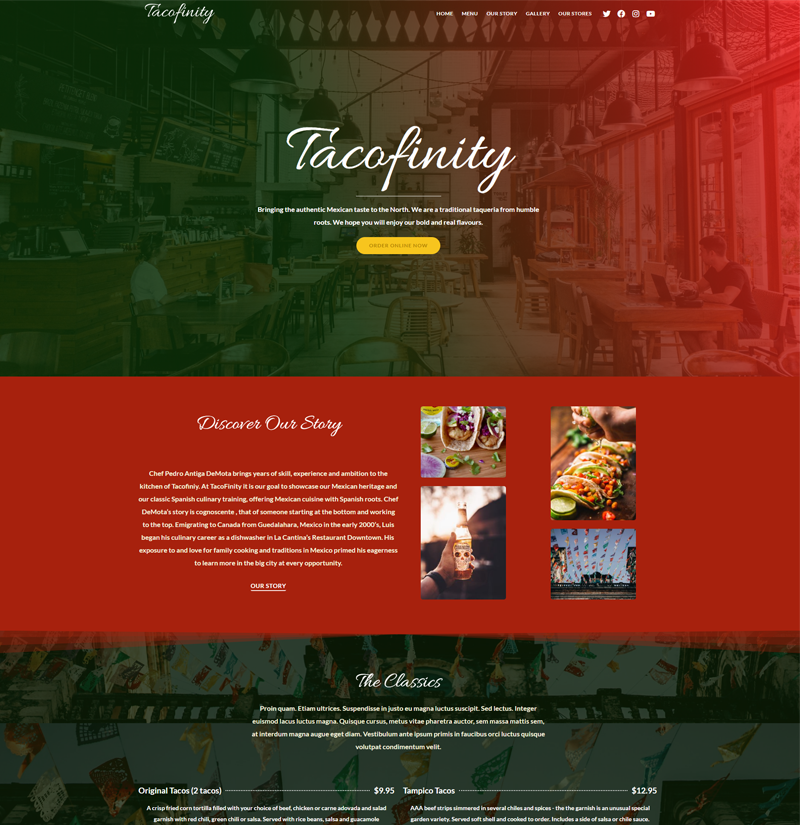 Tacofinity
HOME MENU OUR STORY GALLERY OUR STORES
Tacofinity
Bringing the authentic Mexican taste to the North. We are a traditional taqueria from humble
roots. We hope you will enjoy our bold and real flavours.
ORDER ONLINE NOW
Discover Our Story
Chef Pedro Antiga DeMota brings years of skill, experience and ambition to the
kitchen of Tacofiniy. At TacoFinity it is our goal to showcase our Mexican heritage and
our classic Spanish culinary training, offering Mexican cuisine with Spanish roots. Chef
DeMota's story is cognoscente , that of someone starting at the bottom and working
to the top. Emigrating to Canada from Guedalahara, Mexico in the early 2000's, Luis
began his culinary career as a dishwasher in La Cantina's Restaurant Downtown. His
exposure to and love for family cooking and traditions in Mexico primed his eagerness
to learn more in the big city at every opportunity.
OUR STORY
The Classics
Proin quam. Etiam ultrices. Suspendisse in justo eu magna luctus suscipit. Sed lectus. Integer
euismod lacus luctus magna. Quisque cursus, metus vitae pharetra auctor, sem massa mattis sem,
at interdum magna augue eget diam. Vestibulum ante ipsum primis in faucibus orci luctus quisque
volutpat condimentum velit.
Original Tacos (2 tacos) $9.95
A crisp fried corn tortilla filled with your choice of beef, chicken or carne adovada and salad
garnish with red chili, green chili or salsa. Served with rice beans, salsa and guacamole
Tampico Tacos $12.95
AAA beef strips simmered in several chiles and spices - the the garnish is an unusual special
garden variety. Served soft shell and cooked to order. Includes a side of salsa or chile sauce.